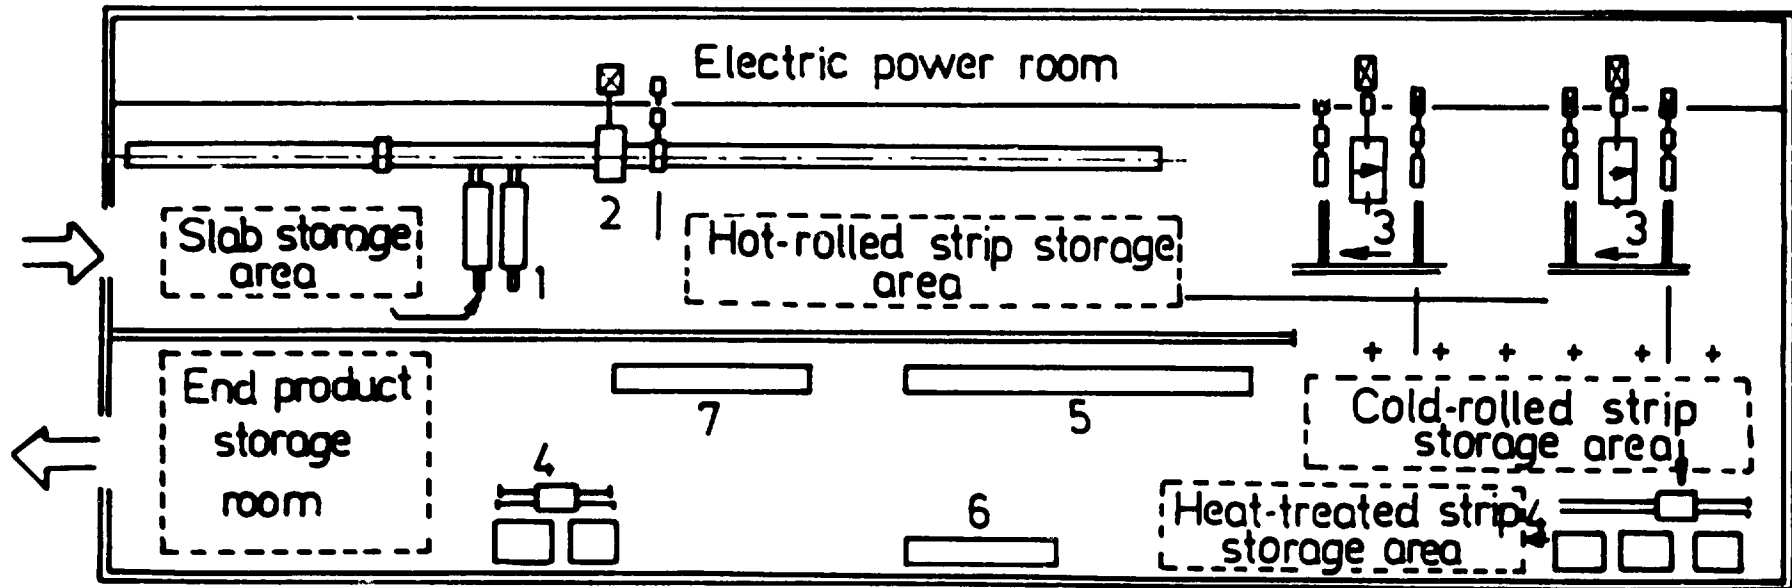 Electric power room
2
3
3
Slab storage
area
1
Hot-rolled strip storage
area
End product
storage
room
7
5
Cold-rolled strip
storage area
4
6
Heat-treated strip
storage area
4